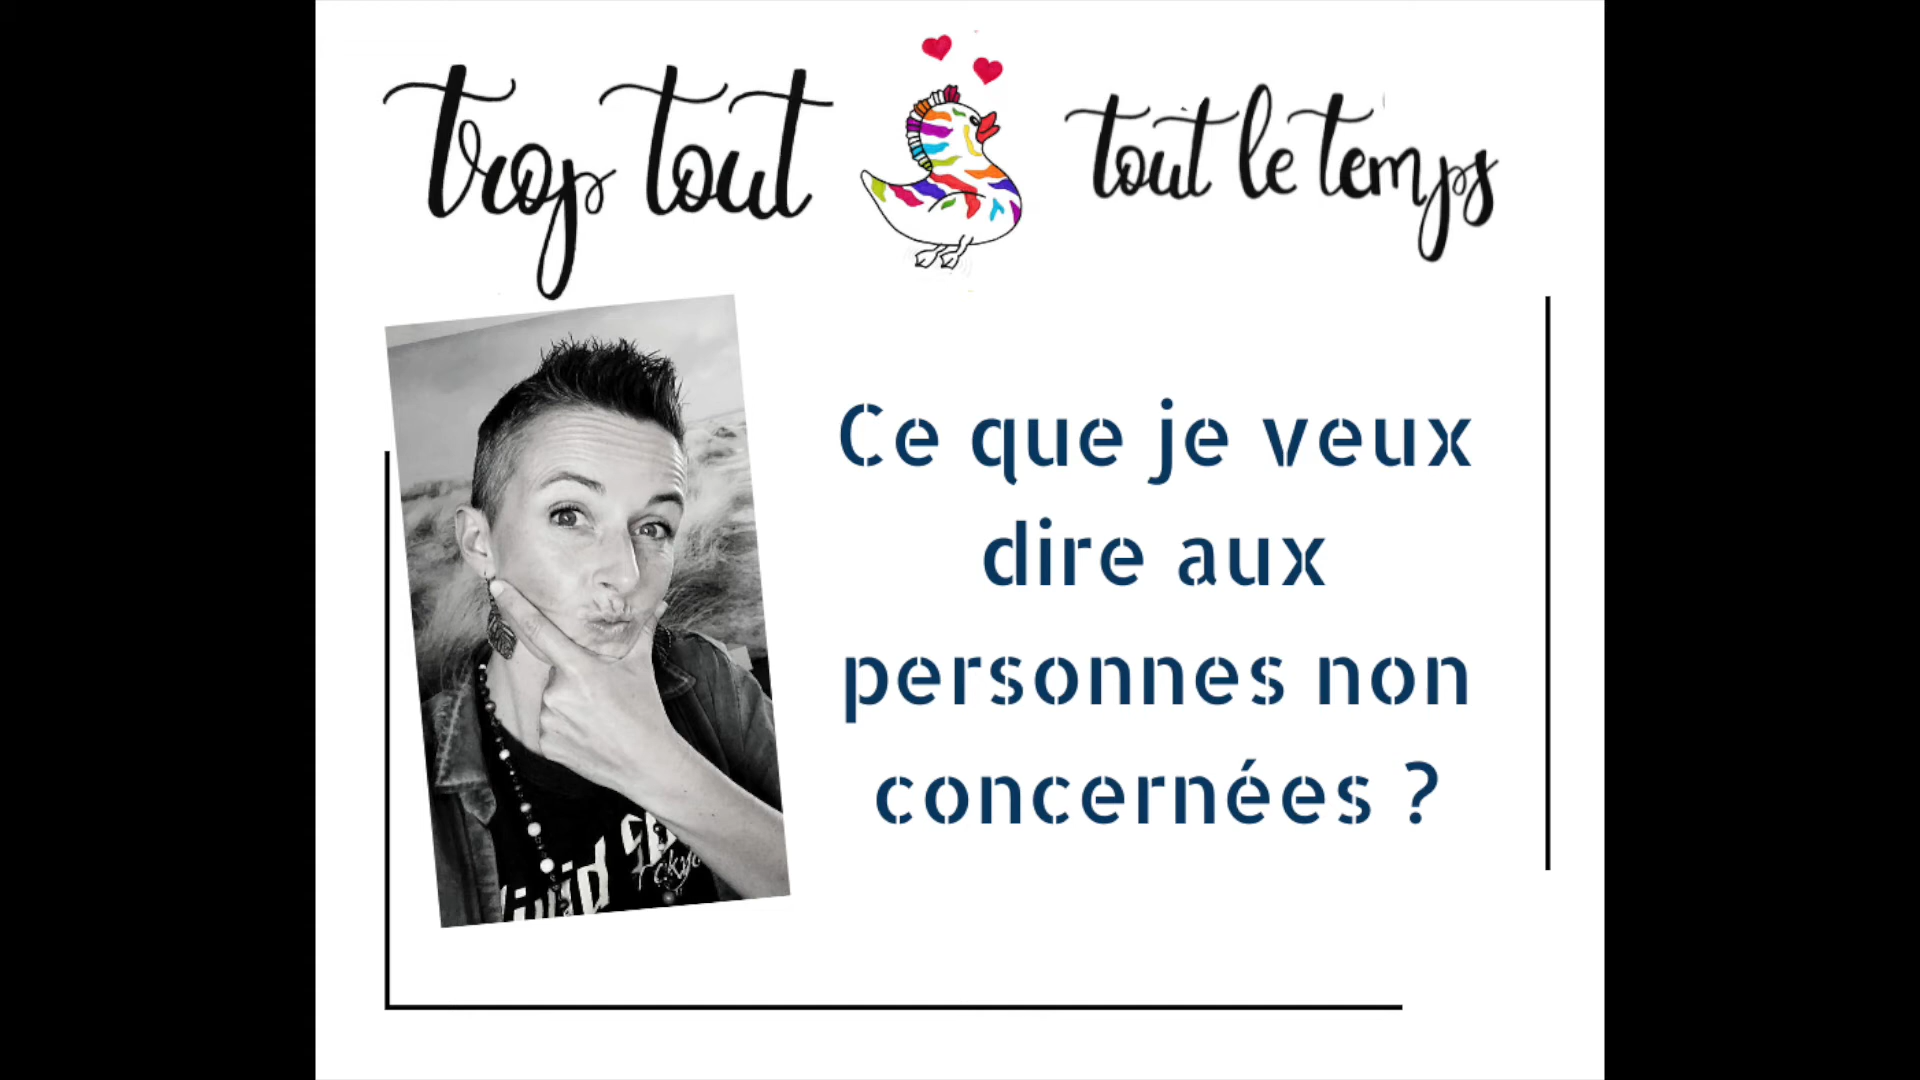 trop tout tout le temps
Ce que je veux
dire aux
personnes non
concernées ?